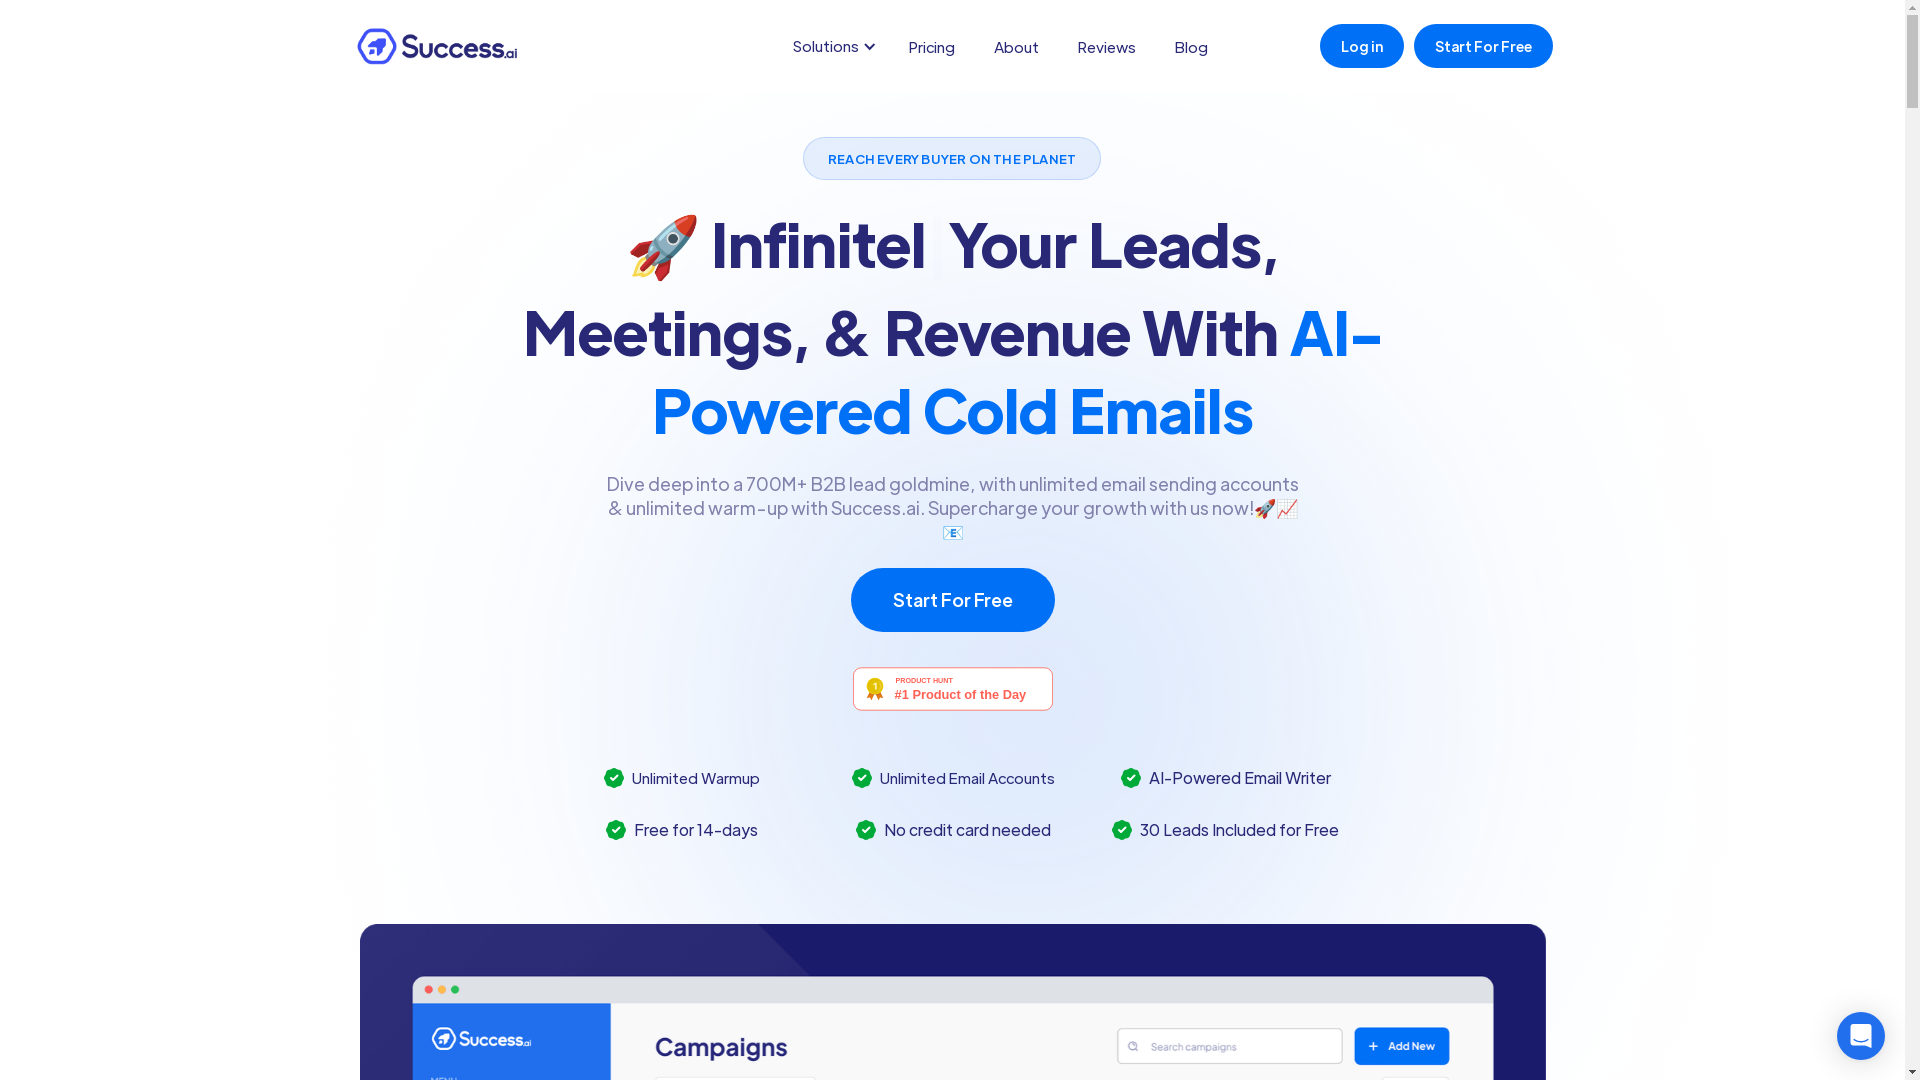 Success.ai
Solutions
Pricing
About
Reviews
Blog
Log in
Start For Free
REACH EVERY BUYER ON THE PLANET
🚀 Infinitel Your Leads,
Meetings, & Revenue With AI-
Powered Cold Emails
Dive deep into a 700M+ B2B lead goldmine, with unlimited email sending accounts
& unlimited warm-up with Success.ai. Supercharge your growth with us now!🚀📈
📧
Start For Free
1
PRODUCT HUNT
#1 Product of the Day
Unlimited Warmup
Unlimited Email Accounts
AI-Powered Email Writer
Free for 14-days
No credit card needed
30 Leads Included for Free
Success.ai
Campaigns
Search campaigns
+ Add New